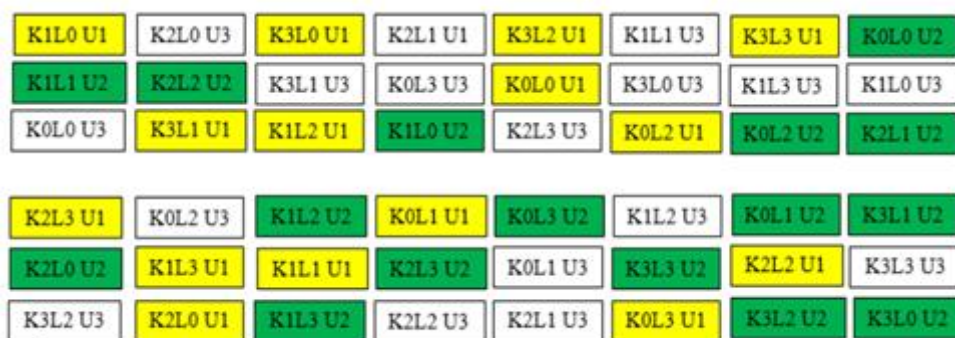 K1L0 U1 K2L0 U3 K3L0 U1 K2L1 U1 K3L2 U1 K1L1 U3 K3L3 U1 K0L0 U2
K1L1 U2 K2L2 U2 K3L1 U3 K0L3 U3 K0L0 U1 K3L0 U3 K1L3 U3 K1L0 U3
K0L0 U3 K3L1 U1 K1L2 U1 K1L0 U2 K2L3 U3 K0L2 U1 K0L2 U2 K2L1 U2
K2L3 U1 K0L2 U3 K1L2 U2 K0L1 U1 K0L3 U2 K1L2 U3 K0L1 U2 K3L1 U2
K2L0 U2 K1L3 U1 K1L1 U1 K2L3 U2 K0L1 U3 K3L3 U2 K2L2 U1 K3L3 U3
K3L2 U3 K2L0 U1 K1L3 U2 K2L2 U3 K2L1 U3 K0L3 U1 K3L2 U2 K3L0 U2